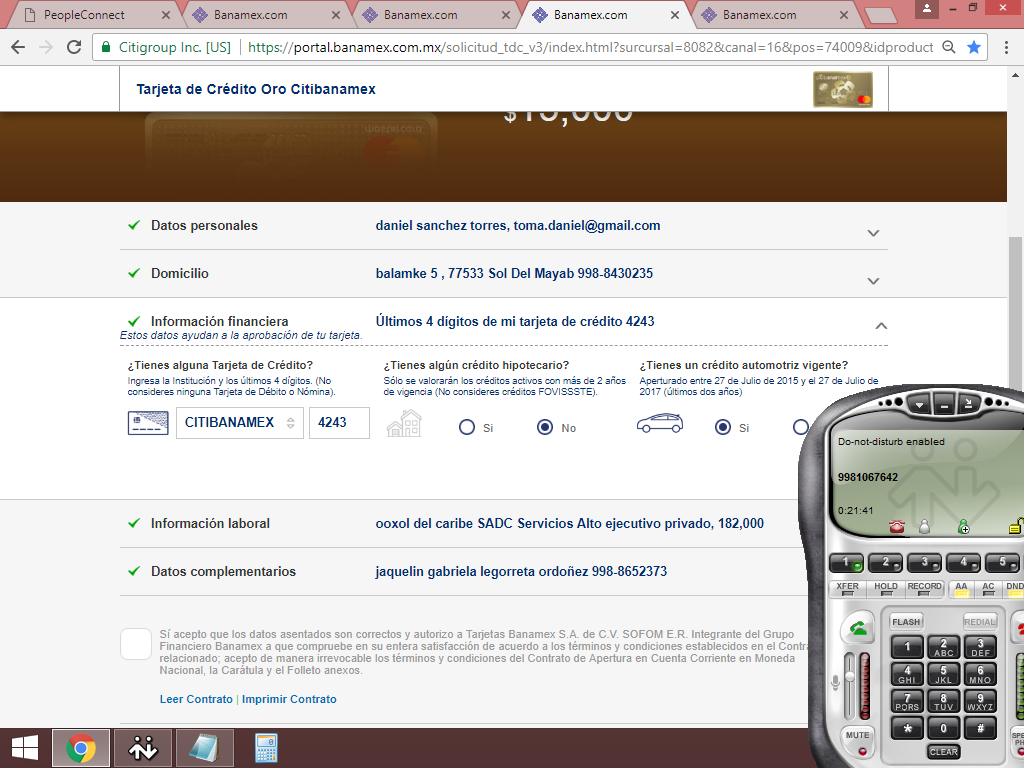 PeopleConnect
Banamex.com
Banamex.com
Banamex.com
Banamex.com
Citigroup Inc. [US]
https://portal.banamex.com.mx/solicitud_tdc_v3/index.html?surcursal=8082&canal=16&pos=74009&idproduct
Tarjeta de Crédito Oro Citibanamex
$15,000
Datos personales
daniel sanchez torres, toma.daniel@gmail.com
Domicilio
balamke 5 , 77533 Sol Del Mayab 998-8430235
Información financiera
Últimos 4 dígitos de mi tarjeta de crédito 4243
Estos datos ayudan a la aprobación de tu tarjeta.
¿Tienes alguna Tarjeta de Crédito?
Ingresa la Institución y los últimos 4 dígitos. (No
consideres ninguna Tarjeta de Débito o Nómina).
CITIBANAMEX
4243
¿Tienes algún crédito hipotecario?
Sólo se valorarán los créditos activos con más de 2 años
de vigencia (No consideres créditos FOVISSSTE).
Si
No
¿Tienes un crédito automotriz vigente?
Aperturado entre 27 de Julio de 2015 y el 27 de Julio de
2017 (últimos dos años)
Si
Información laboral
ooxol del caribe SADC Servicios Alto ejecutivo privado, 182,000
Datos complementarios
jaquelin gabriela legorreta ordoñez 998-8652373
Sí acepto que los datos asentados son correctos y autorizo a Tarjetas Banamex S.A. de C.V. SOFOM E.R. Integrante del Grupo
Financiero Banamex a que compruebe en su entera satisfacción de acuerdo a los términos y condiciones establecidos en el Contra
relacionado; acepto de manera irrevocable los términos y condiciones del Contrato de Apertura en Cuenta Corriente en Moneda
Nacional, la Carátula y el Folleto anexos.
Leer Contrato | Imprimir Contrato
Do-not-disturb enabled
9981067642
0:21:41
1 2 3 4 5
XFER HOLD RECORD AA AC DND
FLASH REDIAL
1 2 ABC 3 DEF
4 GHI 5 JKL 6 MNO
7 PQRS 8 TUV 9 WXYZ
* 0 #
MUTE
CLEAR
SPE
PH